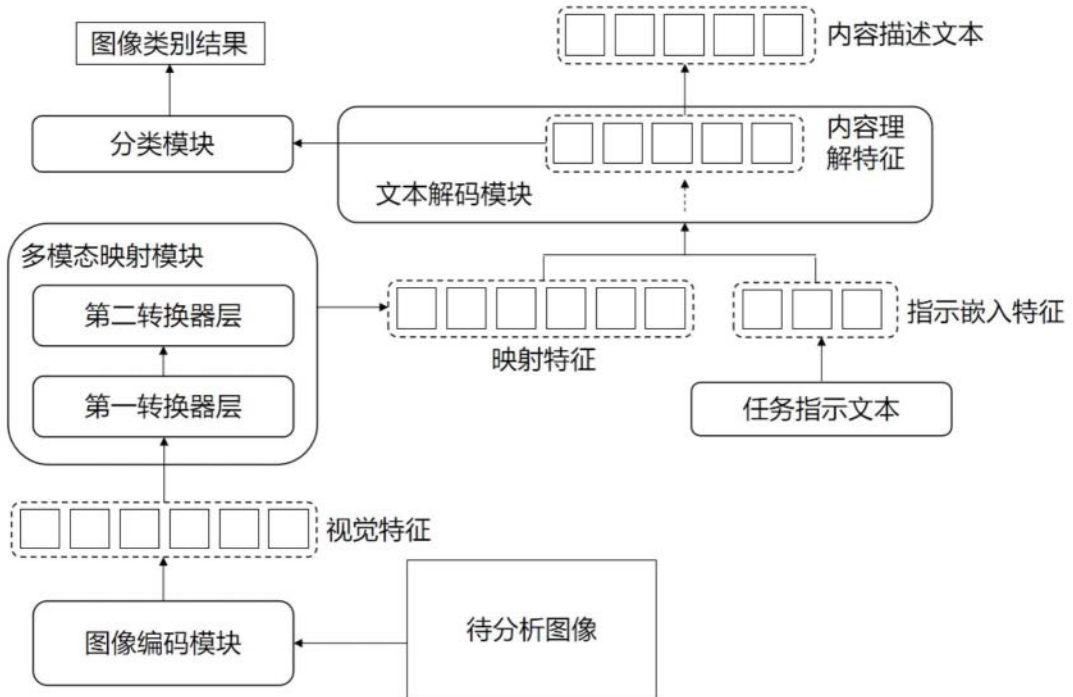 图像类别结果
内容描述文本
分类模块
内容理
解特征
文本解码模块
多模态映射模块
第二转换器层
指示嵌入特征
映射特征
第一转换器层
任务指示文本
视觉特征
图像编码模块
待分析图像